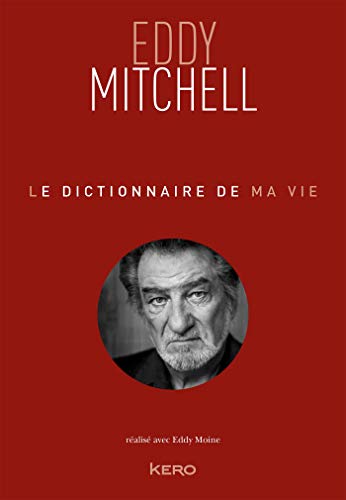 EDDY
MITCHELL
LE DICTIONNAIRE DE MA VIE
réalisé avec Eddy Moine
KERO